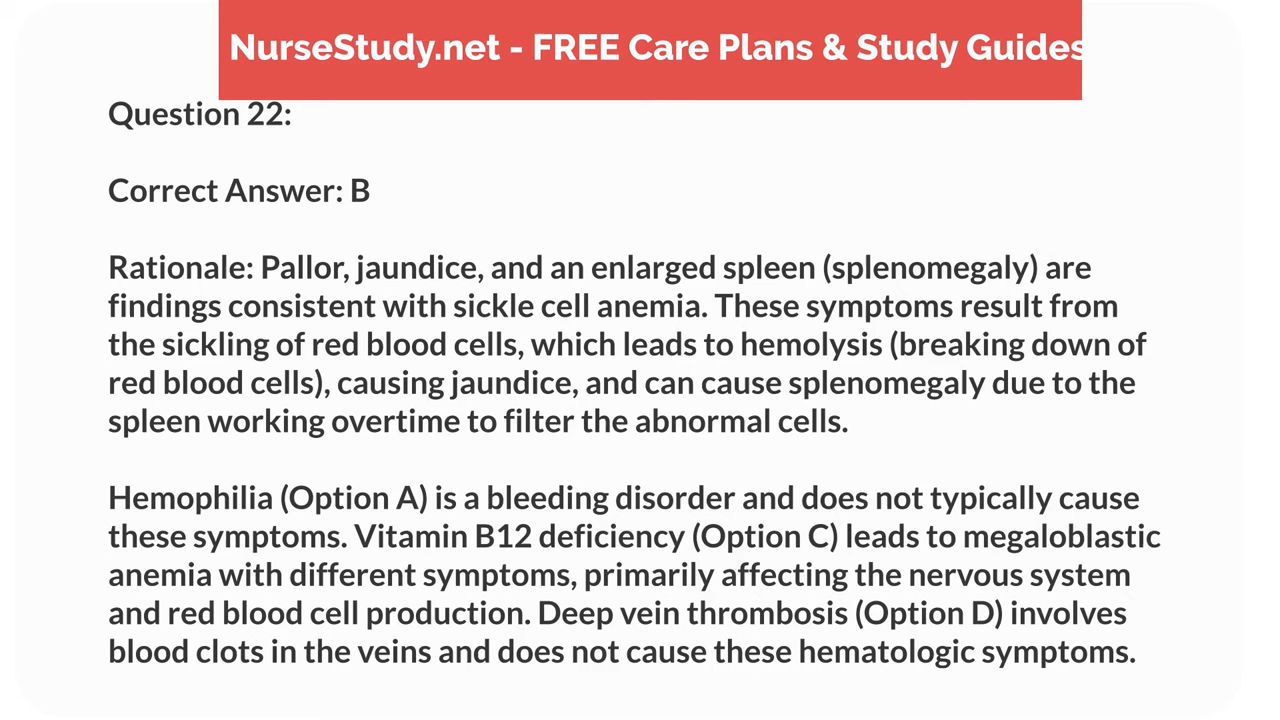 NurseStudy.net - FREE Care Plans & Study Guides
Question 22:
Correct Answer: B
Rationale: Pallor, jaundice, and an enlarged spleen (splenomegaly) are
findings consistent with sickle cell anemia. These symptoms result from
the sickling of red blood cells, which leads to hemolysis (breaking down of
red blood cells), causing jaundice, and can cause splenomegaly due to the
spleen working overtime to filter the abnormal cells.
Hemophilia (Option A) is a bleeding disorder and does not typically cause
these symptoms. Vitamin B12 deficiency (Option C) leads to megaloblastic
anemia with different symptoms, primarily affecting the nervous system
and red blood cell production. Deep vein thrombosis (Option D) involves
blood clots in the veins and does not cause these hematologic symptoms.